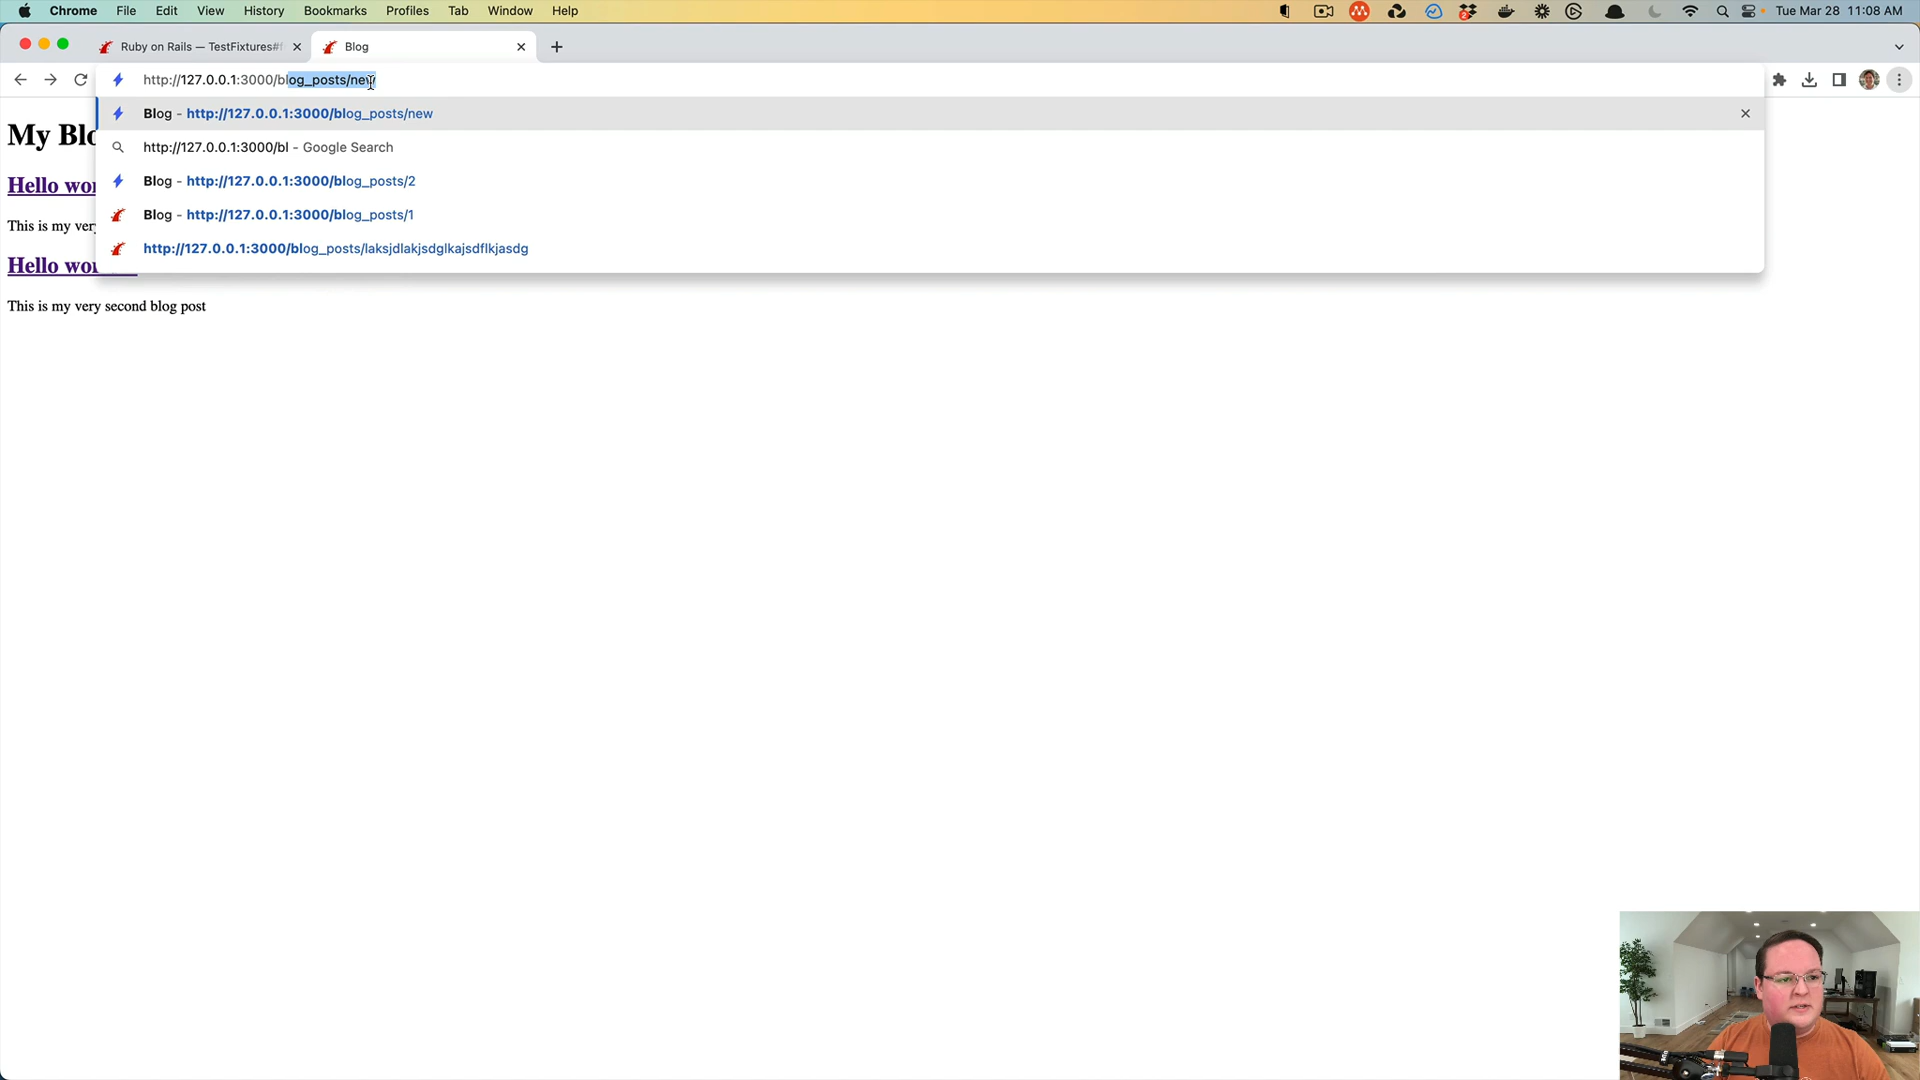 Chrome File Edit View History Bookmarks Profiles Tab Window Help Tue Mar 28 11:08 AM
Ruby on Rails — TestFixtures# Blog
http://127.0.0.1:3000/blog_posts/new
Blog - http://127.0.0.1:3000/blog_posts/new
http://127.0.0.1:3000/bl - Google Search
Blog - http://127.0.0.1:3000/blog_posts/2
Blog - http://127.0.0.1:3000/blog_posts/1
http://127.0.0.1:3000/blog_posts/laksjdlakjsdglkajsdflkjasdg
My Blo
Hello wor
This is my ver
Hello wor
This is my very second blog post